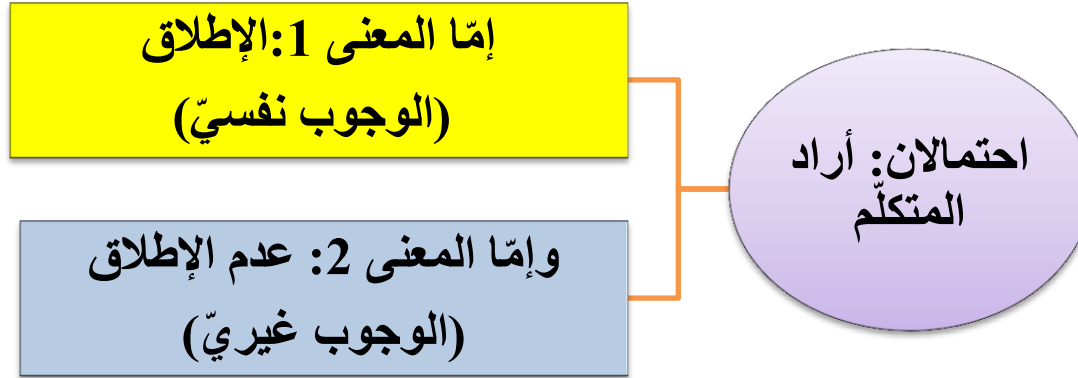 احتمالان: أراد
المتكلّم
إمّا المعنى 1:الإطلاق
(الوجوب نفسيّ)
وإمّا المعنى 2: عدم الإطلاق
(الوجوب غيريّ)